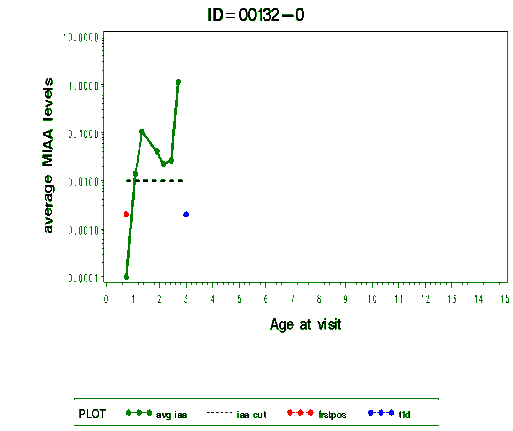 ID=00132-0
10.0000
1.0000
0.1000
0.0100
0.0010
0.0001
average MIAA levels
0 1 2 3 4 5 6 7 8 9 10 11 12 13 14 15
Age at visit
PLOT avg iaa iaa cut frstpos t1d